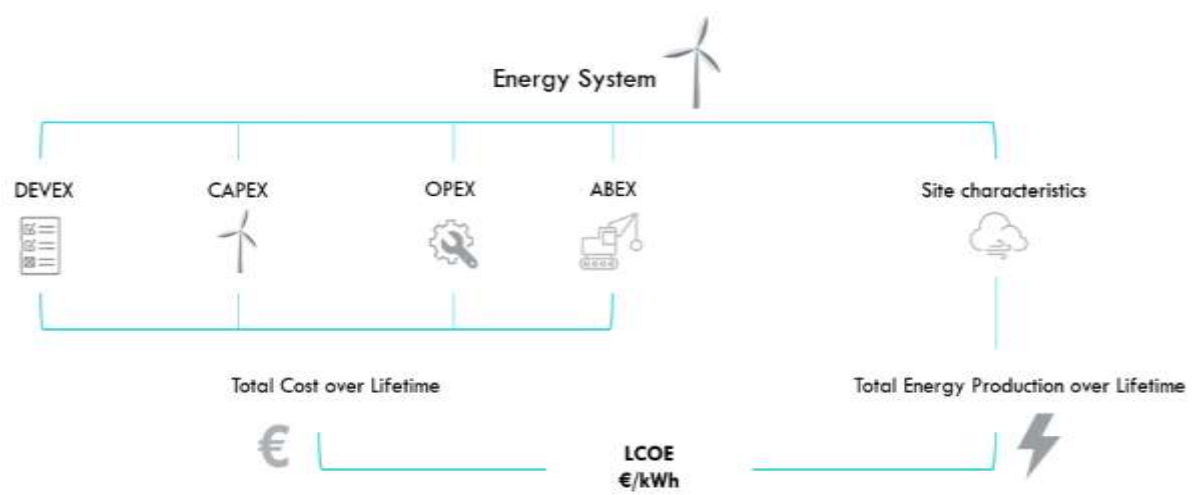 Energy System
DEVEX
CAPEX
OPEX
ABEX
Site characteristics
Total Cost over Lifetime
Total Energy Production over Lifetime
€
LCOE
€/kWh